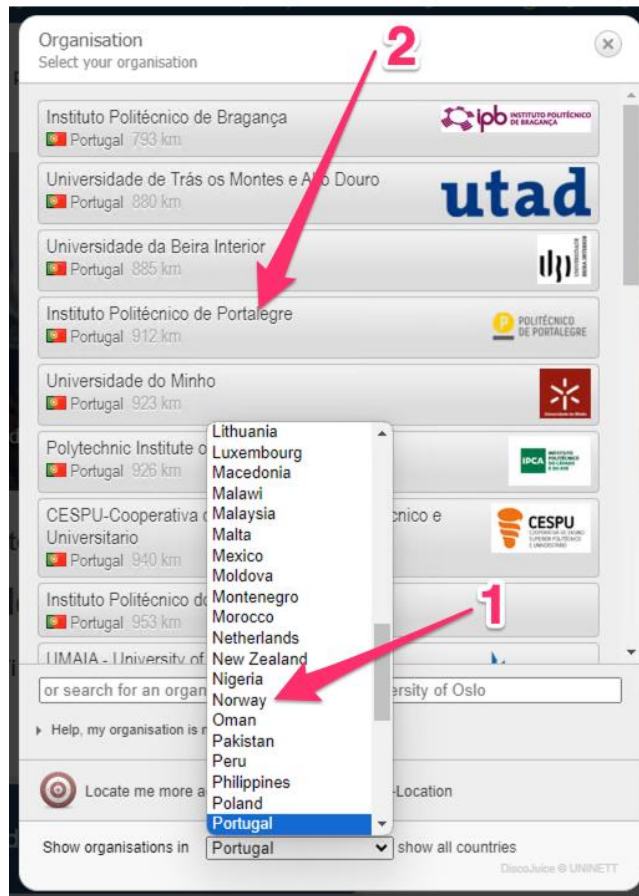 Organisation
Select your organisation
2
Instituto Politécnico de Bragança
Portugal 793 km
ipb INSTITUTO POLITÉCNICO
DE BRAGANÇA
Universidade de Trás os Montes e Alto Douro
Portugal 880 km
utad
Universidade da Beira Interior
Portugal 885 km
Instituto Politécnico de Portalegre
Portugal 912 km
POLITÉCNICO
DE PORTALEGRE
Universidade do Minho
Portugal 923 km
Polytechnic Institute o
Portugal 926 km
IPCA
CESPU-Cooperativa
cnico e
Universitario
Portugal 940 km
CESPU
Instituto Politécnico do
Portugal 953 km
UMAIA - University of
Lithuania
Luxembourg
Macedonia
Malawi
Malaysia
Malta
Mexico
Moldova
Montenegro
Morocco
Netherlands
New Zealand
Nigeria
Norway
Oman
Pakistan
Peru
Philippines
Poland
Portugal
1
or search for an organ
ersity of Oslo
Help, my organisation is n
Locate me more a
-Location
Show organisations in Portugal show all countries
DiscoJuice © UNINETT